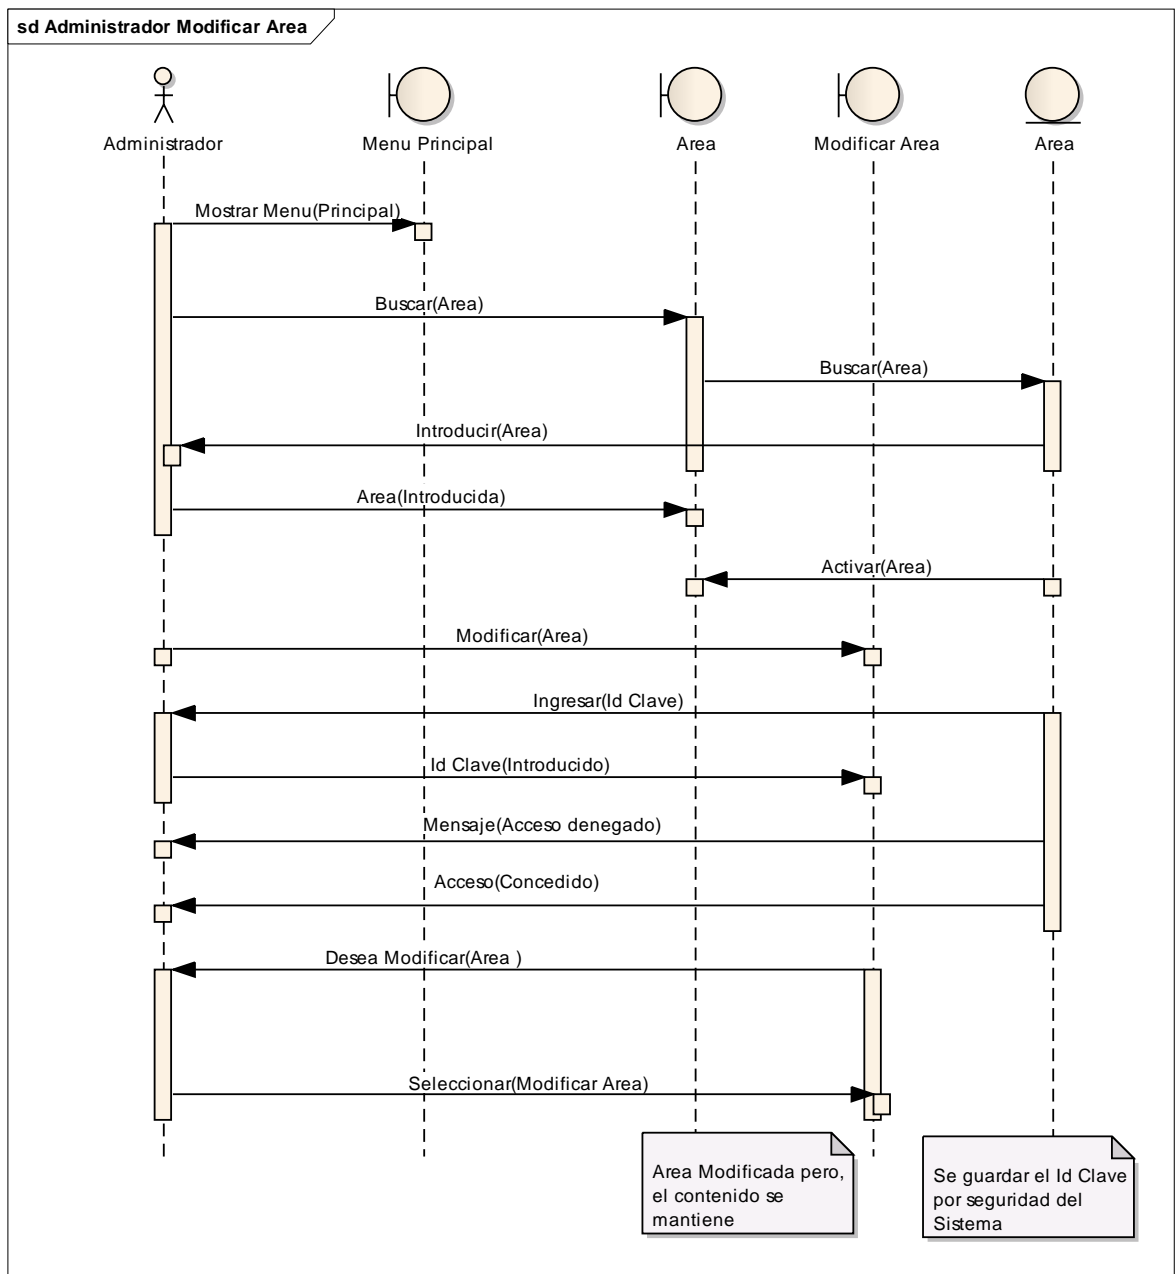 sd Administrador Modificar Area
Administrador
Menu Principal
Area
Modificar Area
Area
Mostrar Menu(Principal)
Buscar(Area)
Buscar(Area)
Introducir(Area)
Area(Introducida)
Activar(Area)
Modificar(Area)
Ingresar(Id Clave)
Id Clave(Introducido)
Mensaje(Acceso denegado)
Acceso(Concedido)
Desea Modificar(Area )
Seleccionar(Modificar Area)
Area Modificada pero,
el contenido se
mantiene
Se guardar el Id Clave
por seguridad del
Sistema